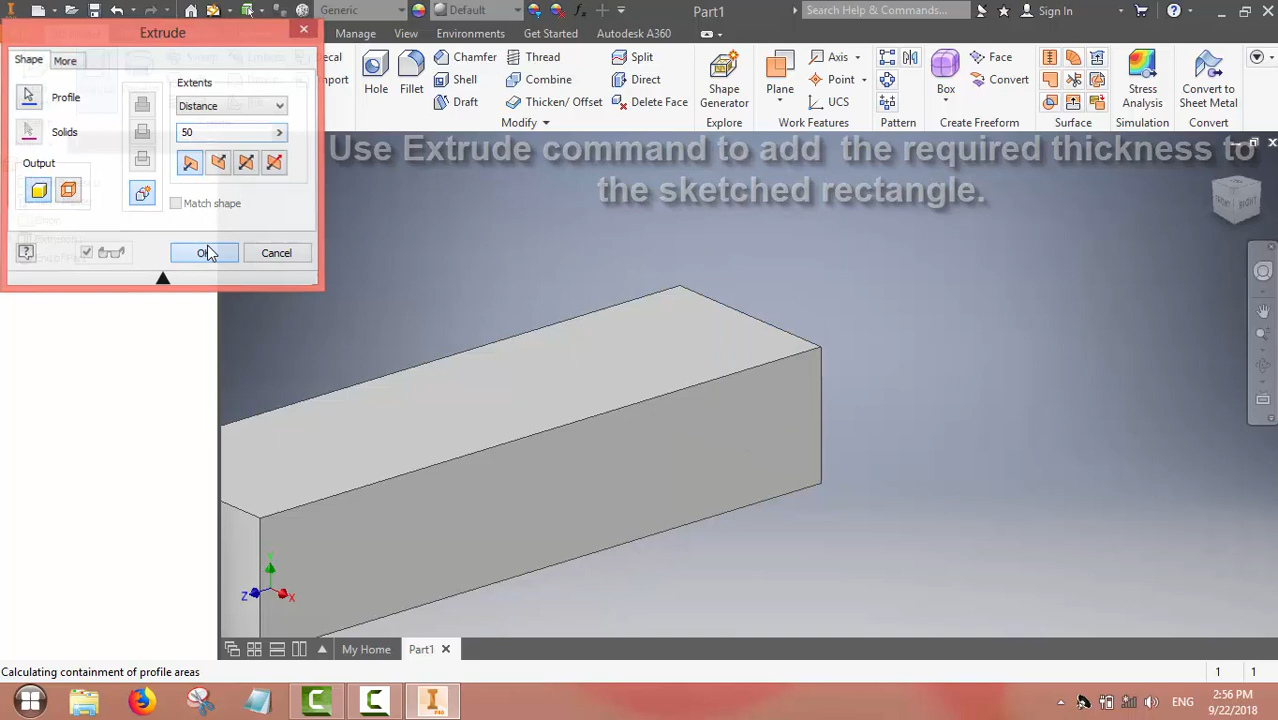 Generic
Default
Part1
Search Help & Commands...
Sign In
Extrude
Manage
View
Environments
Get Started
Autodesk A360
Shape
More
Profile
Solids
Output
Extents
Distance
50
Match shape
OK
Cancel
Hole
Fillet
Chamfer
Shell
Draft
Thread
Combine
Thicken/ Offset
Split
Direct
Delete Face
Modify
Shape
Generator
Explore
Plane
Axis
Point
UCS
Work Features
Pattern
Box
Face
Convert
Create Freeform
Surface
Stress
Analysis
Simulation
Convert to
Sheet Metal
Convert
Use Extrude command to add the required thickness to
the sketched rectangle.
RIGHT
Y
Z
X
My Home
Part1
Calculating containment of profile areas
1
1
ENG
2:56 PM
9/22/2018